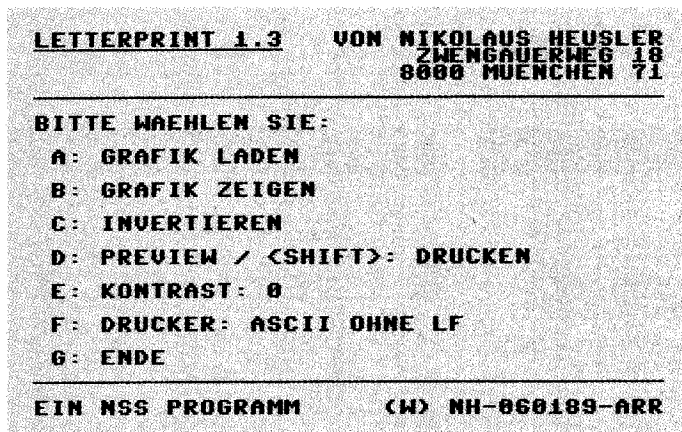 LETTERPRINT 1.3 VON NIKOLAUS HEUSLER
ZWENGAUERWEG 18
8000 MUENCHEN 71
BITTE WAEHLEN SIE:
A: GRAFIK LADEN
B: GRAFIK ZEIGEN
C: INVERTIEREN
D: PREVIEW / <SHIFT>: DRUCKEN
E: KONTRAST: 0
F: DRUCKER: ASCII OHNE LF
G: ENDE
EIN NSS PROGRAMM (W) NH-060189-ARR